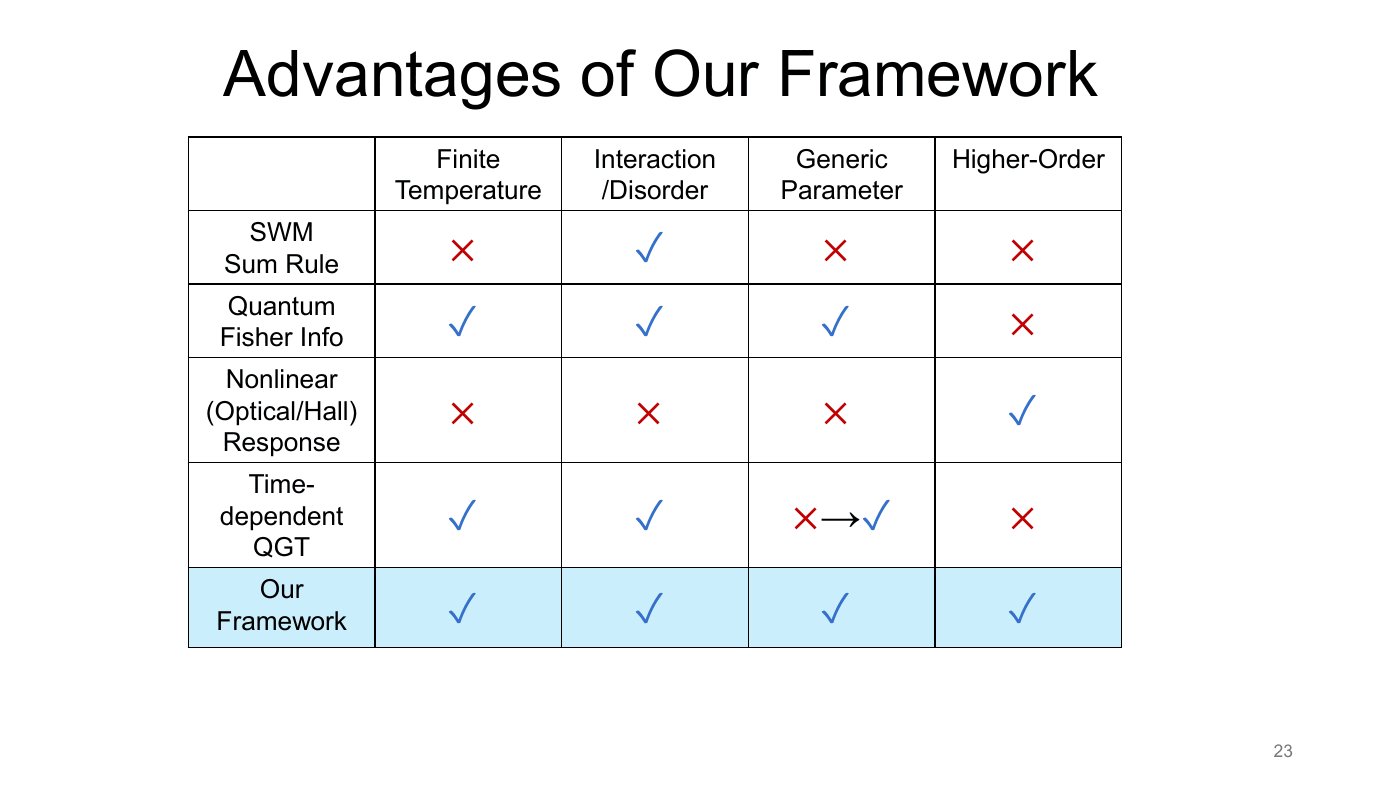 Advantages of Our Framework
Finite
Temperature
Interaction
/Disorder
Generic
Parameter
Higher-Order
SWM
Sum Rule
× ✓ × ×
Quantum
Fisher Info
✓ ✓ ✓ ×
Nonlinear
(Optical/Hall)
Response
× × × ✓
Time-
dependent
QGT
✓ ✓ ×→✓ ×
Our
Framework
✓ ✓ ✓ ✓
23